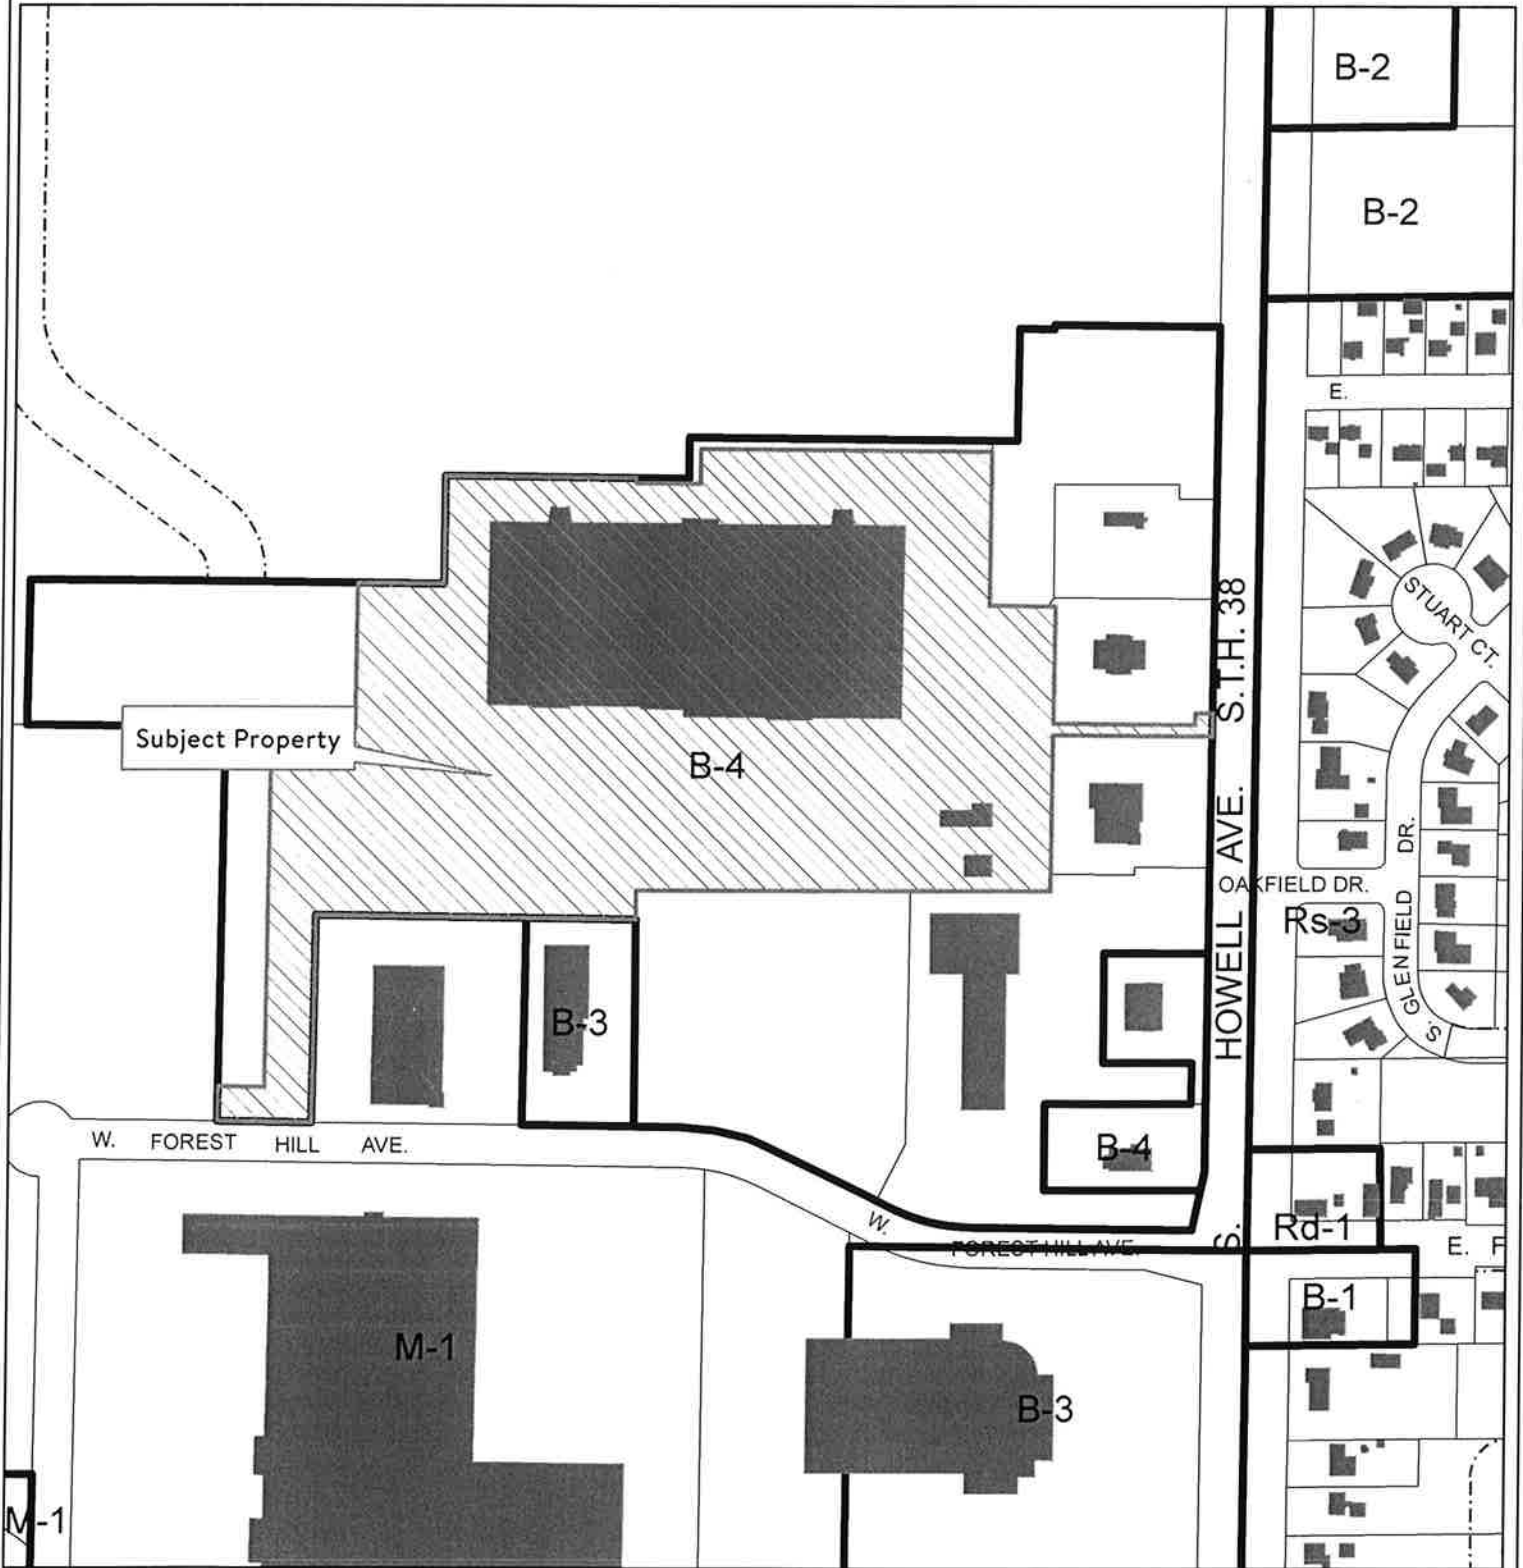 B-2
B-2
E.
STUART CT.
S.T.H. 38
Subject Property
B-4
HOWELL AVE.
S.
OAKFIELD DR.
Rs-3
S. GLENFIELD DR.
B-3
W. FOREST HILL AVE.
B-4
W.
FOREST HILL AVE.
Rd-1
E. F
B-1
M-1
B-3
M-1